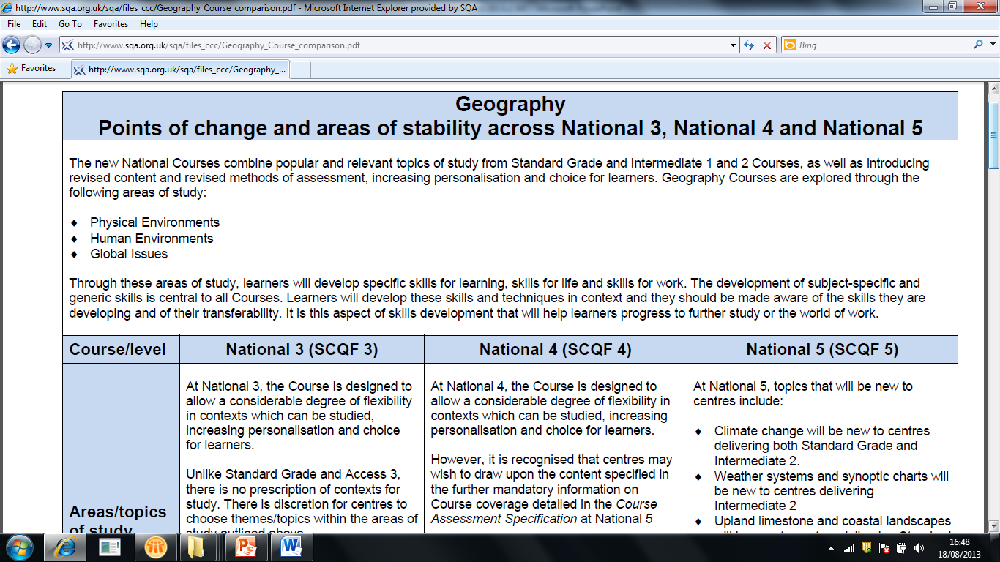 http://www.sqa.org.uk/sqa/files_ccc/Geography_Course_comparison.pdf - Microsoft Internet Explorer provided by SQA
File Edit Go To Favorites Help
http://www.sqa.org.uk/sqa/files_ccc/Geography_Course_comparison.pdf
Bing
Favorites
http://www.sqa.org.uk/sqa/files_ccc/Geography_...
Geography
Points of change and areas of stability across National 3, National 4 and National 5
The new National Courses combine popular and relevant topics of study from Standard Grade and Intermediate 1 and 2 Courses, as well as introducing
revised content and revised methods of assessment, increasing personalisation and choice for learners. Geography Courses are explored through the
following areas of study:
♦ Physical Environments
♦ Human Environments
♦ Global Issues
Through these areas of study, learners will develop specific skills for learning, skills for life and skills for work. The development of subject-specific and
generic skills is central to all Courses. Learners will develop these skills and techniques in context and they should be made aware of the skills they are
developing and of their transferability. It is this aspect of skills development that will help learners progress to further study or the world of work.
Course/level
National 3 (SCQF 3)
National 4 (SCQF 4)
National 5 (SCQF 5)
Areas/topics
of study
At National 3, the Course is designed to
allow a considerable degree of flexibility
in contexts which can be studied,
increasing personalisation and choice
for learners.
Unlike Standard Grade and Access 3,
there is no prescription of contexts for
study. There is discretion for centres to
choose themes/topics within the areas of
study outlined above
At National 4, the Course is designed to
allow a considerable degree of flexibility in
contexts which can be studied, increasing
personalisation and choice for learners.
However, it is recognised that centres may
wish to draw upon the content specified in
the further mandatory information on
Course coverage detailed in the Course
Assessment Specification at National 5
At National 5, topics that will be new to
centres include:
♦ Climate change will be new to centres
delivering both Standard Grade and
Intermediate 2.
♦ Weather systems and synoptic charts will
be new to centres delivering
Intermediate 2
♦ Upland limestone and coastal landscapes
16:48
18/08/2013